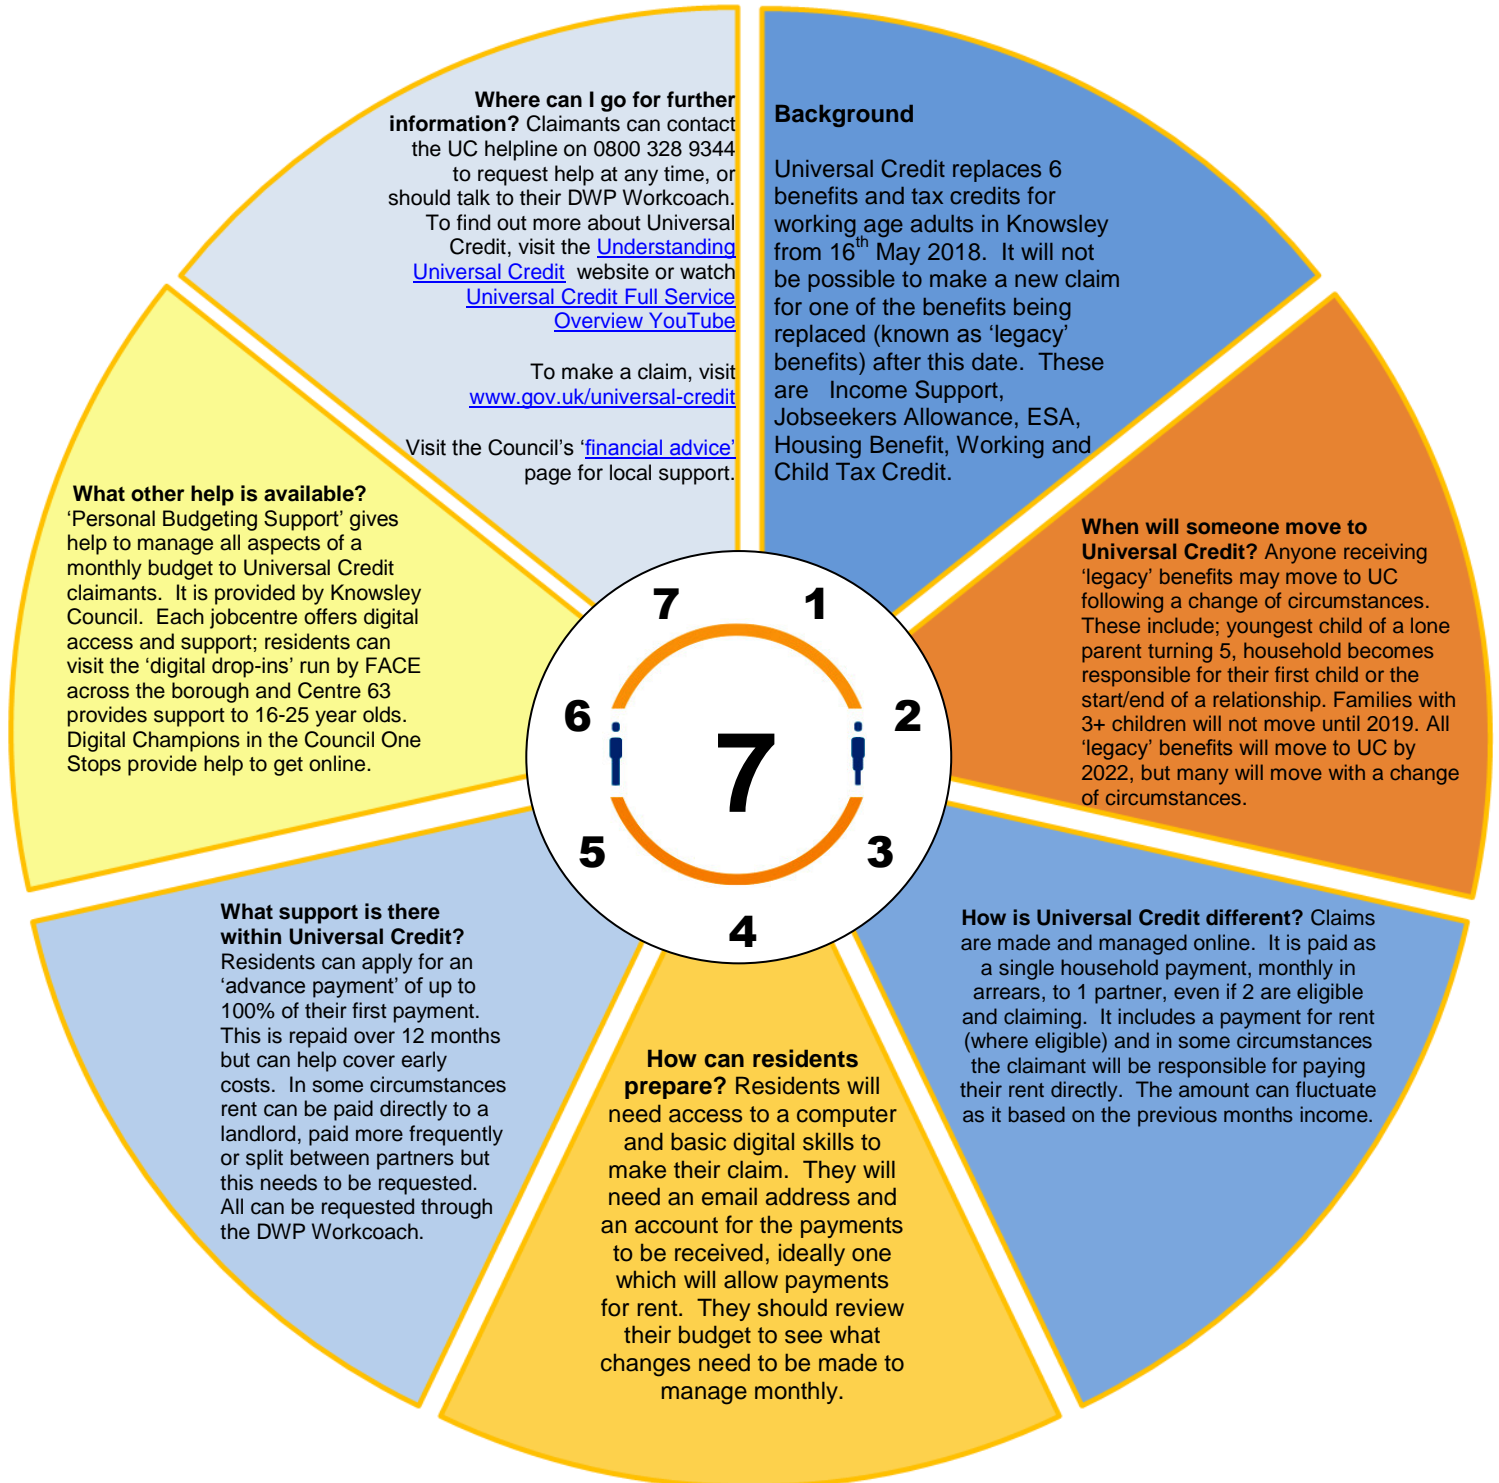 Background
Universal Credit replaces 6
benefits and tax credits for
working age adults in Knowsley
from 16th May 2018.  It will not
be possible to make a new claim
for one of the benefits being
replaced (known as ‘legacy’
benefits) after this date.  These
are   Income Support,
Jobseekers Allowance, ESA,
Housing Benefit, Working and
Child Tax Credit.
When will someone move to
Universal Credit? Anyone receiving
‘legacy’ benefits may move to UC
following a change of circumstances.
These include; youngest child of a lone
parent turning 5, household becomes
responsible for their first child or the
start/end of a relationship. Families with
3+ children will not move until 2019. All
‘legacy’ benefits will move to UC by
2022, but many will move with a change
of circumstances.
How is Universal Credit different? Claims
are made and managed online.  It is paid as
a single household payment, monthly in
arrears, to 1 partner, even if 2 are eligible
and claiming.  It includes a payment for rent
(where eligible) and in some circumstances
the claimant will be responsible for paying
their rent directly.  The amount can fluctuate
as it based on the previous months income.
How can residents
prepare? Residents will
need access to a computer
and basic digital skills to
make their claim.  They will
need an email address and
an account for the payments
to be received, ideally one
which will allow payments
for rent.  They should review
their budget to see what
changes need to be made to
manage monthly.
What support is there
within Universal Credit?
Residents can apply for an
‘advance payment’ of up to
100% of their first payment.
This is repaid over 12 months
but can help cover early
costs.  In some circumstances
rent can be paid directly to a
landlord, paid more frequently
or split between partners but
this needs to be requested.
All can be requested through
the DWP Workcoach.
What other help is available?
‘Personal Budgeting Support’ gives
help to manage all aspects of a
monthly budget to Universal Credit
claimants.  It is provided by Knowsley
Council.  Each jobcentre offers digital
access and support; residents can
visit the ‘digital drop-ins’ run by FACE
across the borough and Centre 63
provides support to 16-25 year olds.
Digital Champions in the Council One
Stops provide help to get online.
Where can I go for further
information? Claimants can contact
the UC helpline on 0800 328 9344
to request help at any time, or
should talk to their DWP Workcoach.
To find out more about Universal
Credit, visit the Understanding
Universal Credit  website or watch
Universal Credit Full Service
Overview YouTube
To make a claim, visit
www.gov.uk/universal-credit
Visit the Council’s ‘financial advice’
page for local support.
1
2
3
4
5
6
7
7